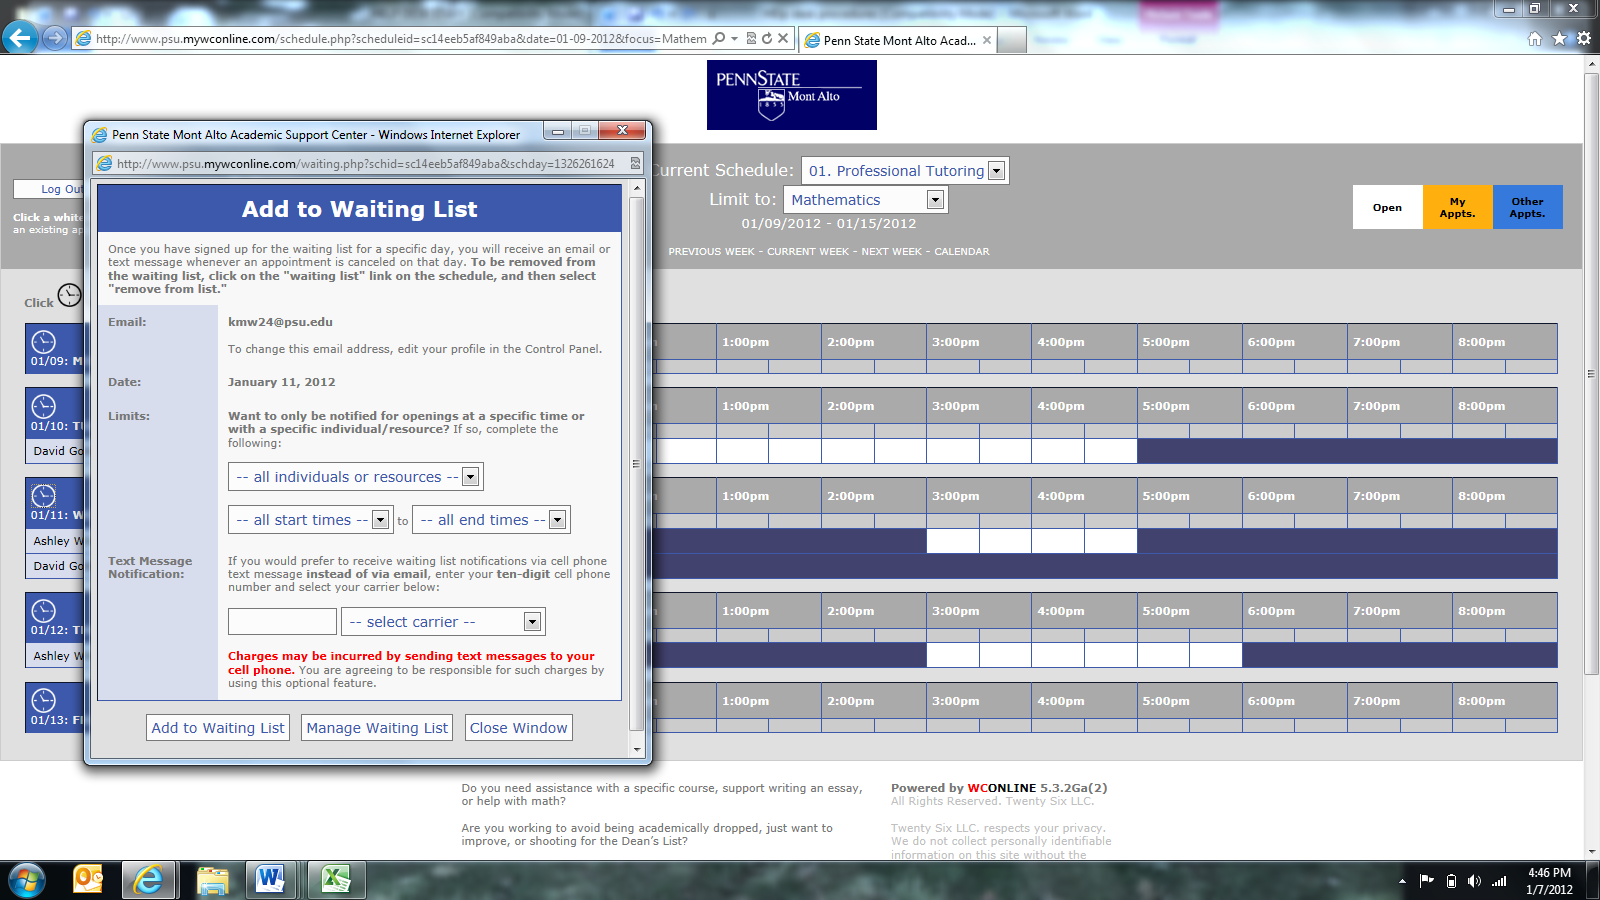 http://www.psu.mywconline.com/schedule.php?scheduleid=sc14eeb5af849aba&date=01-09-2012&focus=Mathem
Penn State Mont Alto Acad...
PENNSTATE
Mont Alto
1855
Penn State Mont Alto Academic Support Center - Windows Internet Explorer
http://www.psu.mywconline.com/waiting.php?schid=sc14eeb5af849aba&schday=1326261624
Add to Waiting List
Once you have signed up for the waiting list for a specific day, you will receive an email or
text message whenever an appointment is canceled on that day. To be removed from
the waiting list, click on the "waiting list" link on the schedule, and then select
"remove from list."
Email: kmw24@psu.edu
To change this email address, edit your profile in the Control Panel.
Date: January 11, 2012
Limits: Want to only be notified for openings at a specific time or
with a specific individual/resource? If so, complete the
following:
-- all individuals or resources --
-- all start times -- to -- all end times --
Text Message Notification: If you would prefer to receive waiting list notifications via cell phone
text message instead of via email, enter your ten-digit cell phone
number and select your carrier below:
-- select carrier --
Charges may be incurred by sending text messages to your
cell phone. You are agreeing to be responsible for such charges by
using this optional feature.
Add to Waiting List Manage Waiting List Close Window
Log Out
Click a white
an existing ap
Current Schedule: 01. Professional Tutoring
Limit to: Mathematics
01/09/2012 - 01/15/2012
PREVIOUS WEEK - CURRENT WEEK - NEXT WEEK - CALENDAR
Open
My Appts.
Other Appts.
Click
01/09: M
1:00pm 2:00pm 3:00pm 4:00pm 5:00pm 6:00pm 7:00pm 8:00pm
01/10: TU
1:00pm 2:00pm 3:00pm 4:00pm 5:00pm 6:00pm 7:00pm 8:00pm
David Go
01/11: W
1:00pm 2:00pm 3:00pm 4:00pm 5:00pm 6:00pm 7:00pm 8:00pm
Ashley W
David Go
01/12: T
1:00pm 2:00pm 3:00pm 4:00pm 5:00pm 6:00pm 7:00pm 8:00pm
Ashley W
01/13: F
1:00pm 2:00pm 3:00pm 4:00pm 5:00pm 6:00pm 7:00pm 8:00pm
Do you need assistance with a specific course, support writing an essay,
or help with math?
Are you working to avoid being academically dropped, just want to
improve, or shooting for the Dean's List?
Powered by WCONLINE 5.3.2Ga(2)
All Rights Reserved. Twenty Six LLC.
Twenty Six LLC. respects your privacy.
We do not collect personally identifiable
information on this site without the
4:46 PM
1/7/2012